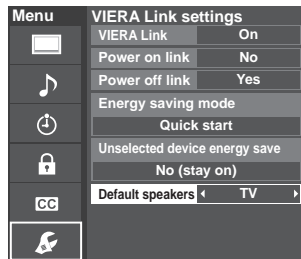 Menu
VIERA Link settings
VIERA Link On
Power on link No
Power off link Yes
Energy saving mode
Quick start
Unselected device energy save
No (stay on)
Default speakers TV
CC